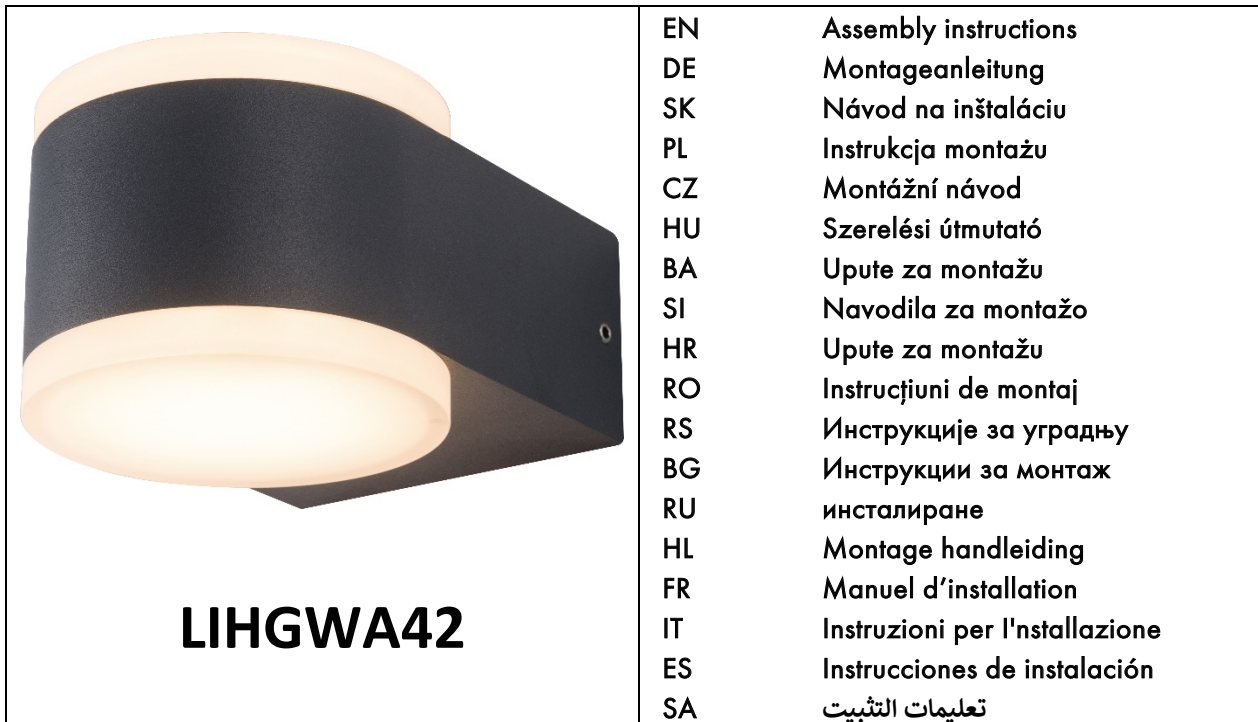 LIHGWA42
EN Assembly instructions
DE Montageanleitung
SK Návod na inštaláciu
PL Instrukcja montażu
CZ Montážní návod
HU Szerelési útmutató
BA Upute za montažu
SI Navodila za montažo
HR Upute za montažu
RO Instrucțiuni de montaj
RS Инструкције за уградњу
BG Инструкции за монтаж
RU инсталиране
HL Montage handleiding
FR Manuel d’installation
IT Instruzioni per l'nstallazione
ES Instrucciones de instalación
SA تعليمات التثبيت